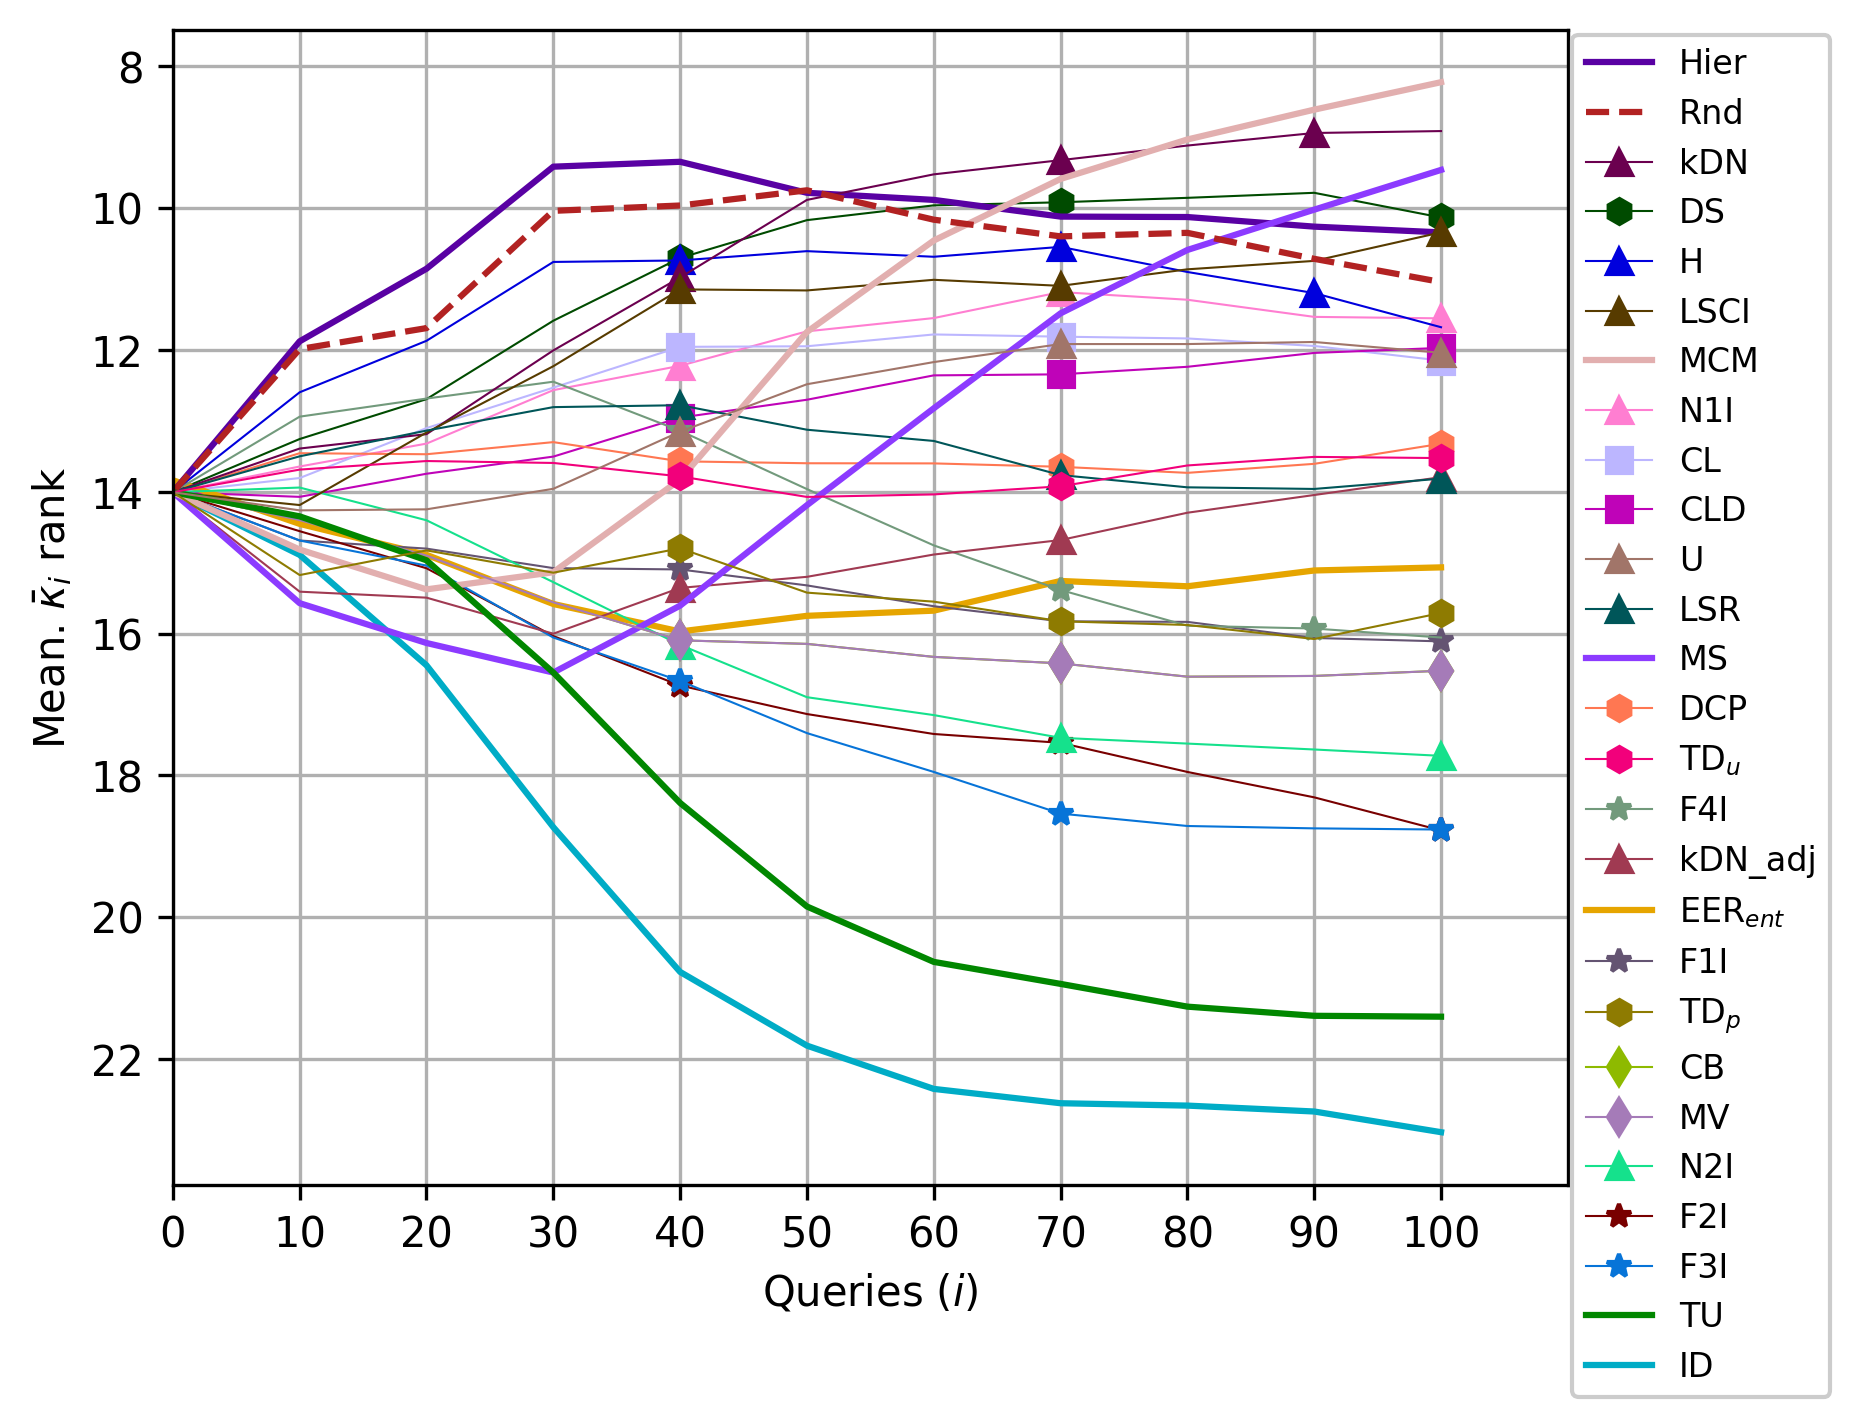 8
10
12
14
16
18
20
22
Mean. κ̄ᵢ rank
0 10 20 30 40 50 60 70 80 90 100
Queries (i)
Hier
Rnd
kDN
DS
H
LSCI
MCM
N1I
CL
CLD
U
LSR
MS
DCP
TDᵤ
F4I
kDN_adj
EERₑₙₜ
F1I
TDₚ
CB
MV
N2I
F2I
F3I
TU
ID